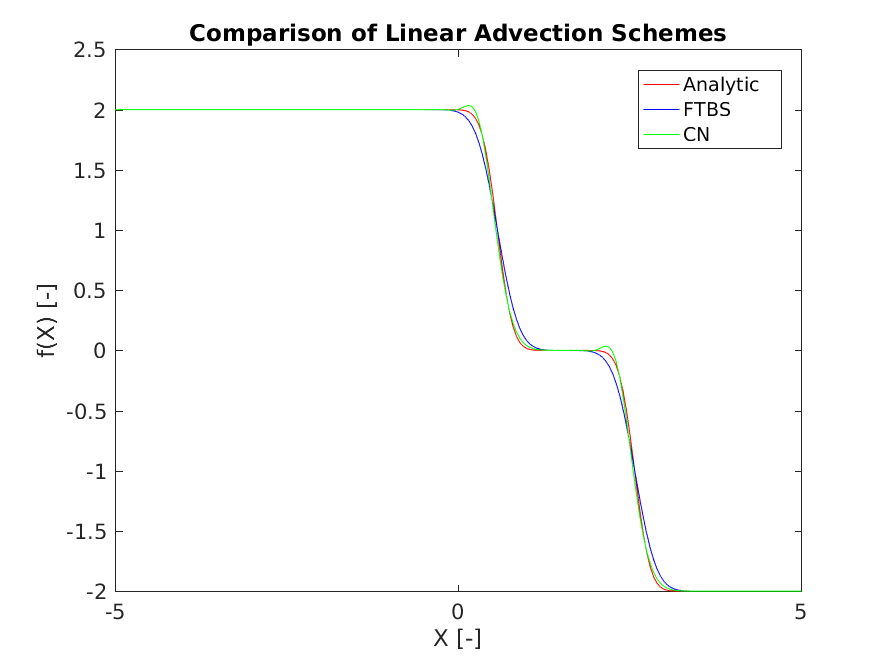 Comparison of Linear Advection Schemes
2.5
2
1.5
1
0.5
0
-0.5
-1
-1.5
-2
f(X) [-]
Analytic
FTBS
CN
-5
0
5
X [-]